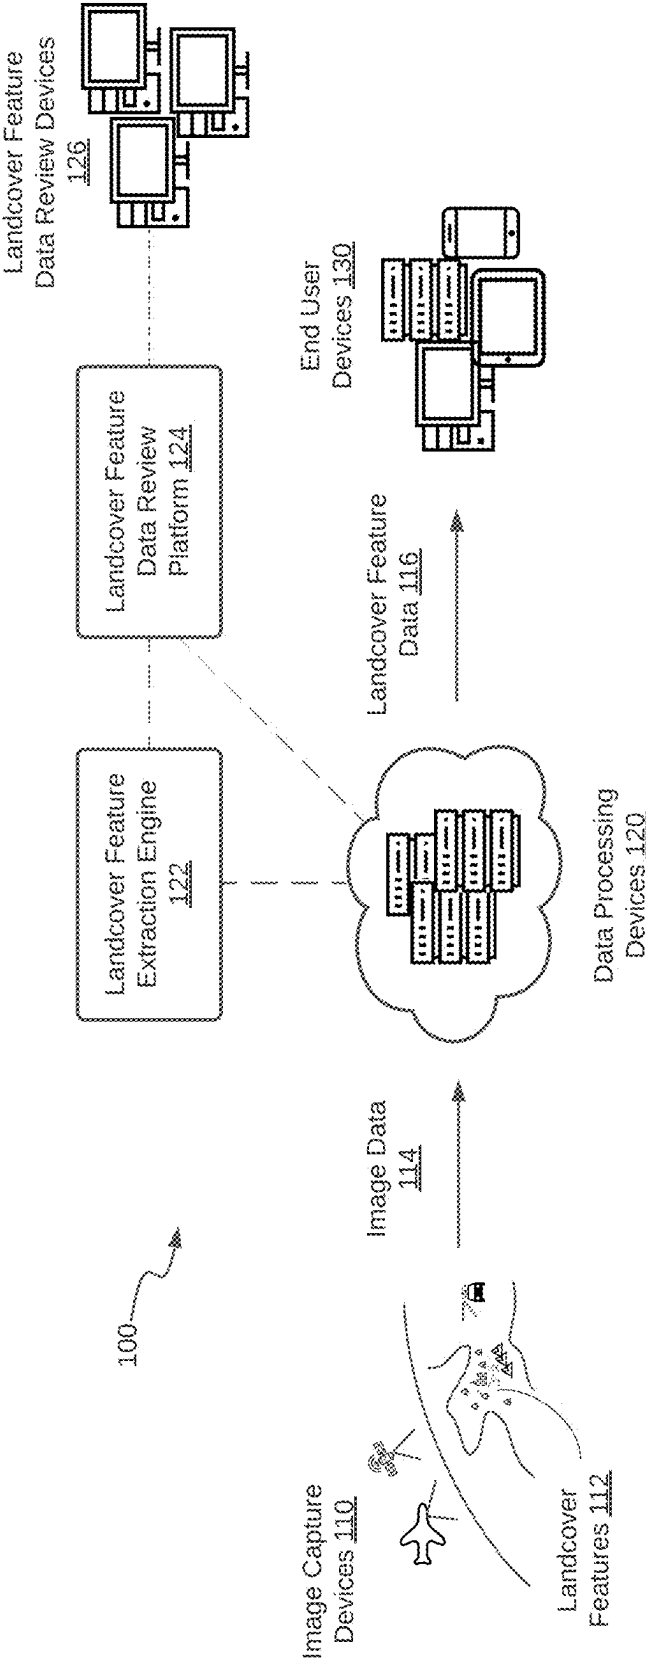 100
Landcover Feature
Extraction Engine
122
Landcover Feature
Data Review
Platform 124
Landcover Feature
Data Review Devices
126
Image Capture
Devices 110
Image Data
114
Landcover Feature
Data 116
End User
Devices 130
Landcover
Features 112
Data Processing
Devices 120